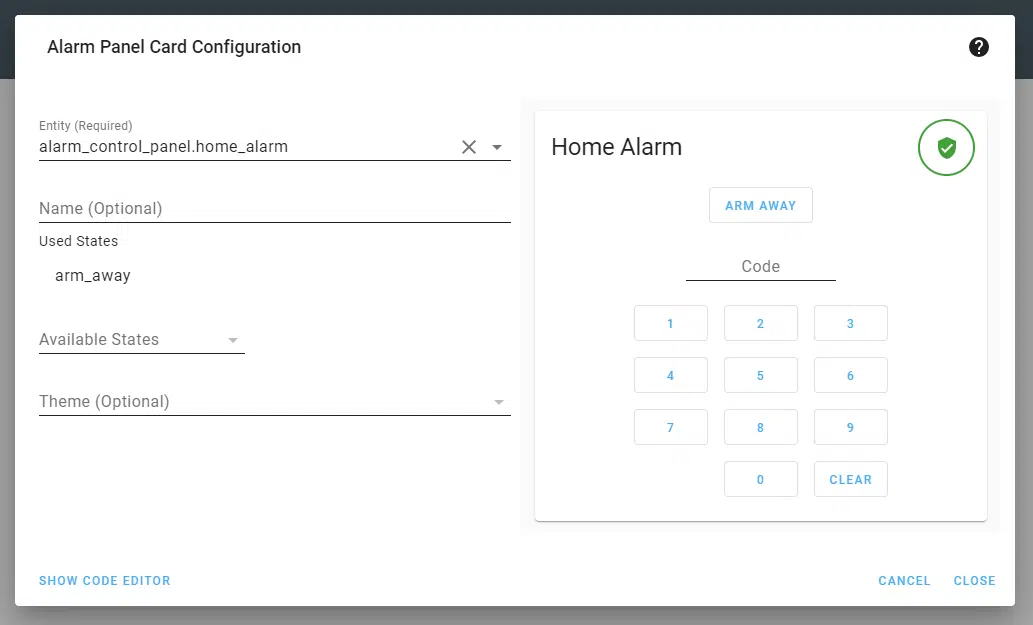 Alarm Panel Card Configuration
Entity (Required)
alarm_control_panel.home_alarm
Name (Optional)
Used States
arm_away
Available States
Theme (Optional)
Home Alarm
ARM AWAY
Code
1 2 3
4 5 6
7 8 9
0 CLEAR
SHOW CODE EDITOR
CANCEL CLOSE